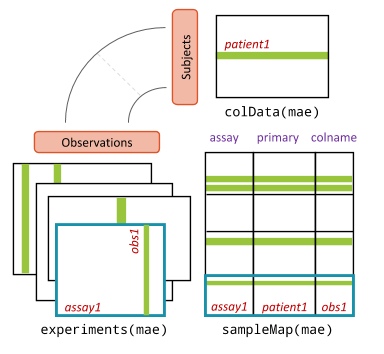 Subjects
patient1
colData(mae)
Observations
assay primary colname
obs1
assay1
experiments(mae)
assay1 patient1 obs1
sampleMap(mae)